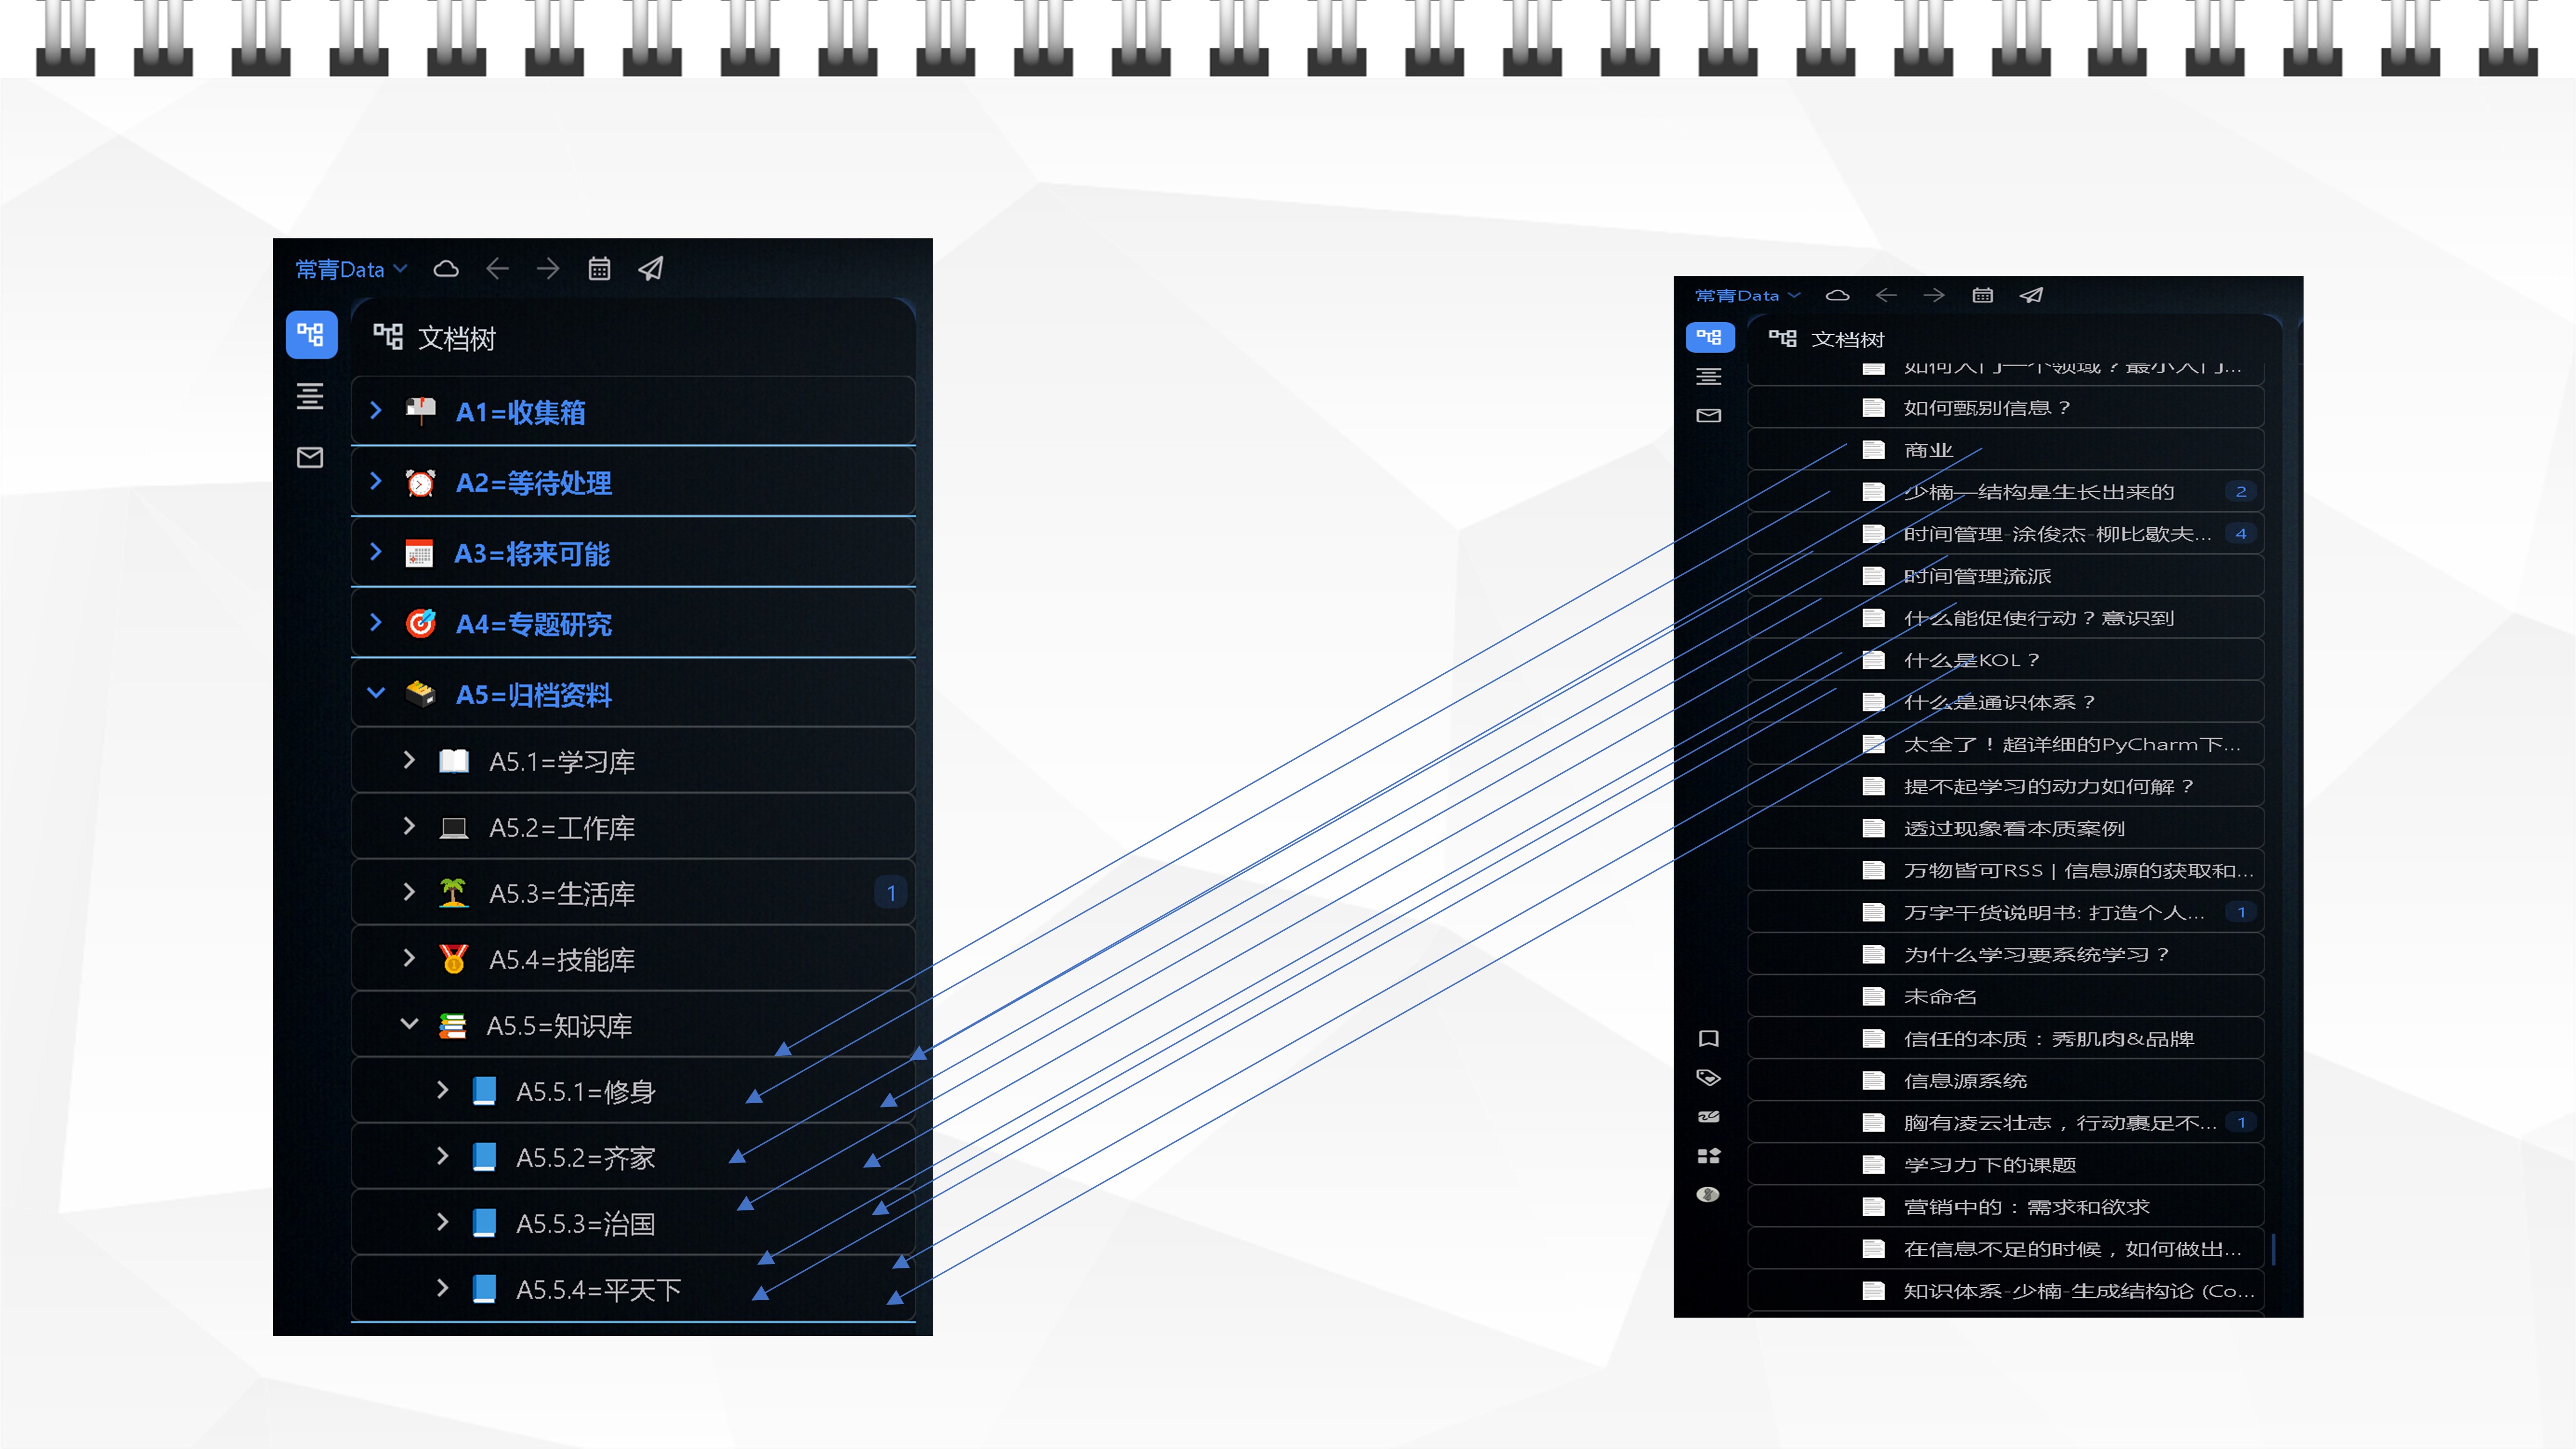 常青Data
文档树
A1=收集箱
A2=等待处理
A3=将来可能
A4=专题研究
A5=归档资料
A5.1=学习库
A5.2=工作库
A5.3=生活库 1
A5.4=技能库
A5.5=知识库
A5.5.1=修身
A5.5.2=齐家
A5.5.3=治国
A5.5.4=平天下
常青Data
文档树
如何入门一个领域？最小入门...
如何甄别信息？
商业
少楠—结构是生长出来的 2
时间管理-涂俊杰-柳比歇夫... 4
时间管理流派
什么能促使行动？意识到
什么是KOL？
什么是通识体系？
太全了！超详细的PyCharm下...
提不起学习的动力如何解？
透过现象看本质案例
万物皆可RSS | 信息源的获取和...
万字干货说明书: 打造个人... 1
为什么学习要系统学习？
未命名
信任的本质：秀肌肉&品牌
信息源系统
胸有凌云壮志，行动裹足不... 1
学习力下的课题
营销中的：需求和欲求
在信息不足的时候，如何做出...
知识体系-少楠-生成结构论 (Co...